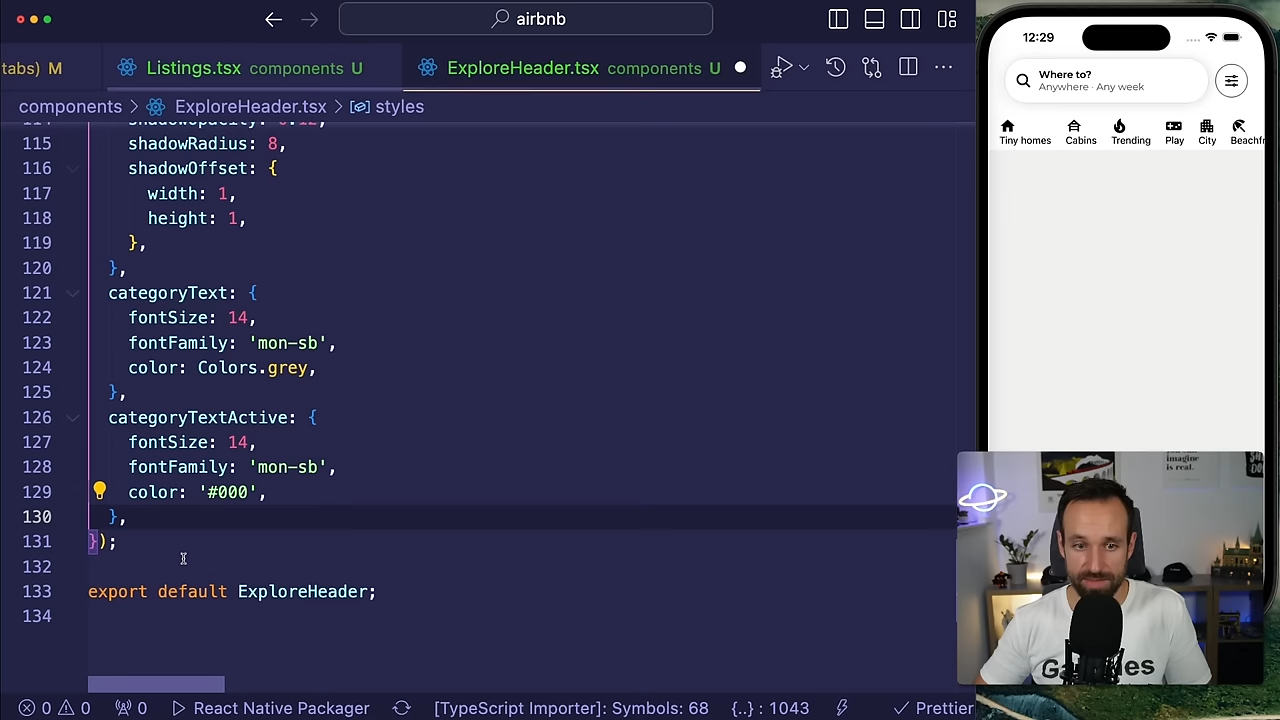 airbnb
tabs) M
Listings.tsx components U
ExploreHeader.tsx components U
components > ExploreHeader.tsx > styles
115 shadowRadius: 8,
116 shadowOffset: {
117 width: 1,
118 height: 1,
119 },
120 },
121 categoryText: {
122 fontSize: 14,
123 fontFamily: 'mon-sb',
124 color: Colors.grey,
125 },
126 categoryTextActive: {
127 fontSize: 14,
128 fontFamily: 'mon-sb',
129 color: '#000',
130 },
131 });
132
133 export default ExploreHeader;
134
0 0 0 React Native Packager [TypeScript Importer]: Symbols: 68 {..} : 1043 Prettier
12:29
Where to?
Anywhere · Any week
Tiny homes Cabins Trending Play City Beachfr
imagine
is real.